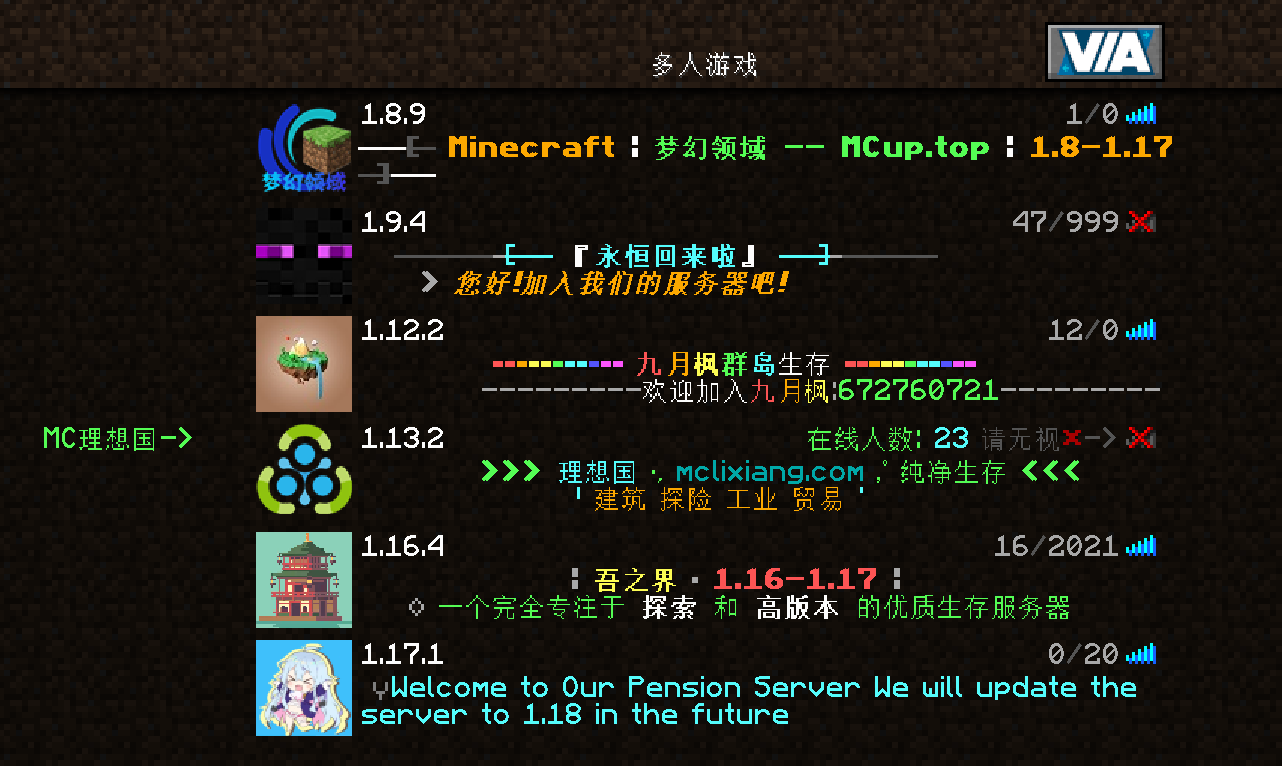 多人游戏
VIA
1.8.9 1/0
Minecraft : 梦幻领域 -- MCup.top : 1.8-1.17
梦幻领域
1.9.4 47/999
『永恒回来啦』
> 您好!加入我们的服务器吧!
1.12.2 12/0
------------ 九月枫群岛生存 ------------
---------欢迎加入九月枫:672760721---------
MC理想国->
1.13.2 在线人数: 23 请无视×->
>>> 理想国 ·, mclixiang.com ,° 纯净生存 <<<
' 建筑 探险 工业 贸易 '
1.16.4 16/2021
¦ 吾之界 · 1.16-1.17 ¦
◇ 一个完全专注于 探索 和 高版本 的优质生存服务器
1.17.1 0/20
Welcome to Our Pension Server We will update the
server to 1.18 in the future